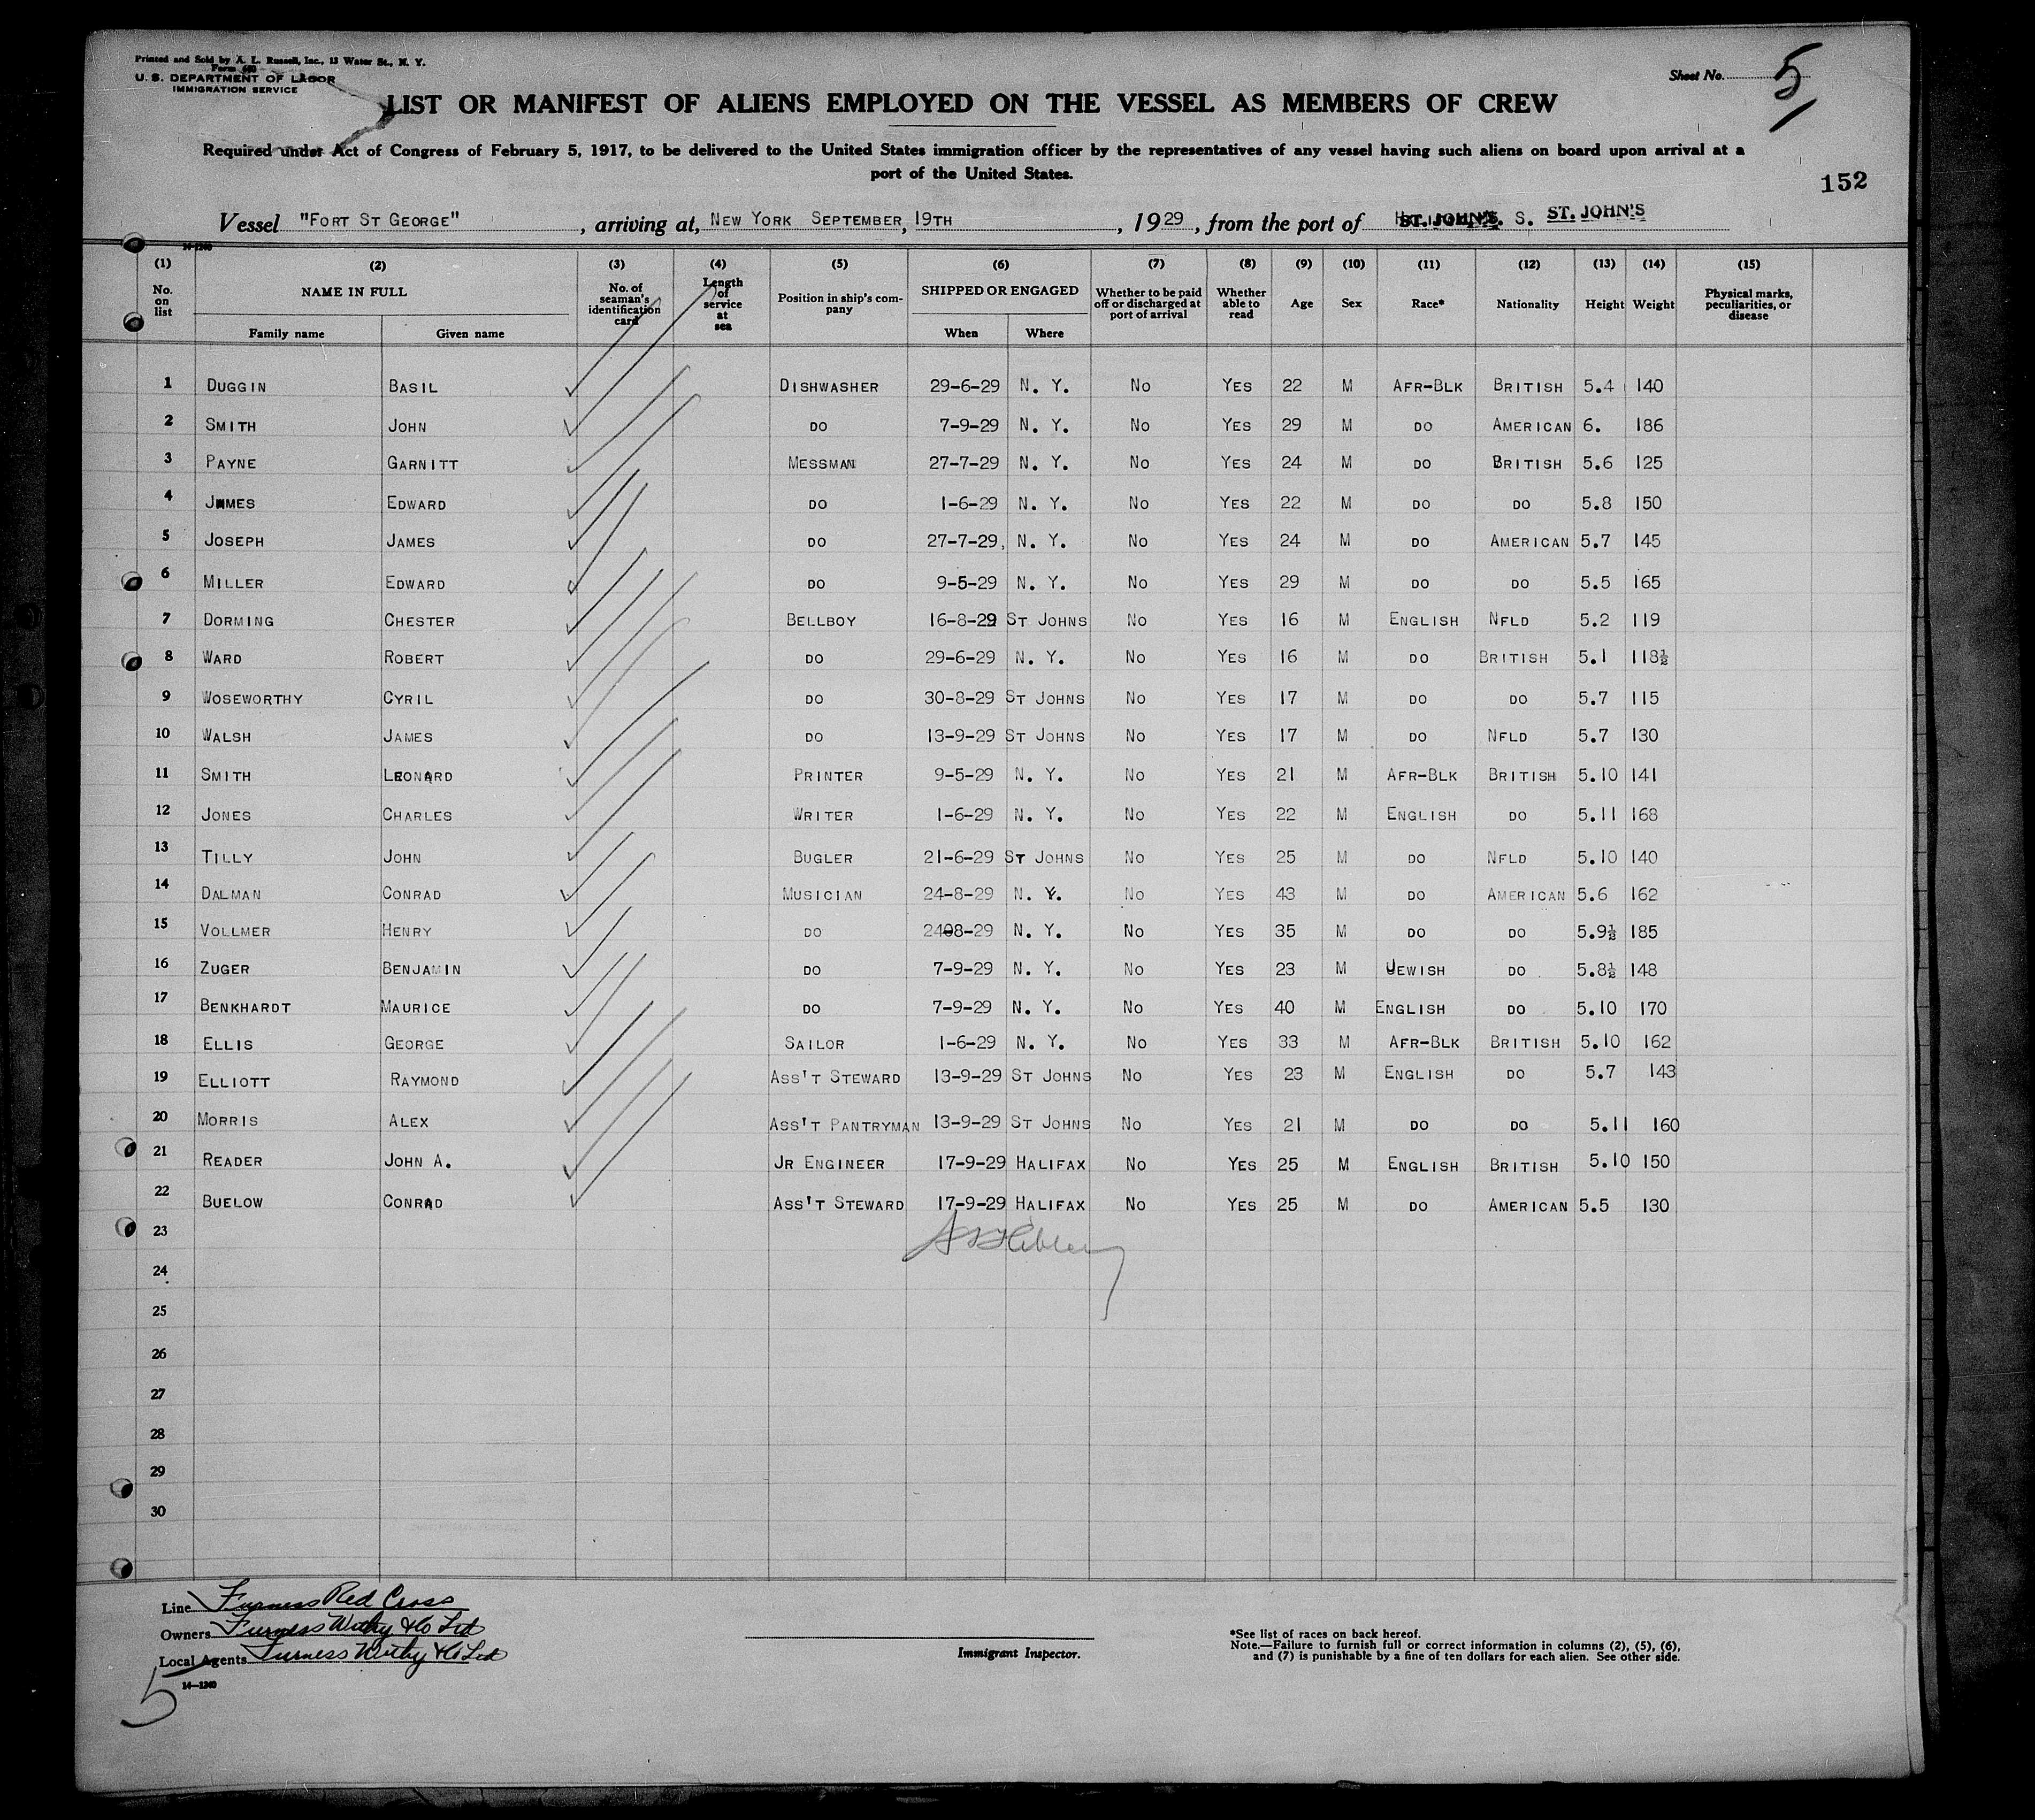 Printed and Sold by A. L. Russell, Inc., 13 Water St., N. Y.
Form 680
U. S. DEPARTMENT OF LABOR
IMMIGRATION SERVICE
Sheet No. 5
LIST OR MANIFEST OF ALIENS EMPLOYED ON THE VESSEL AS MEMBERS OF CREW
Required under Act of Congress of February 5, 1917, to be delivered to the United States immigration officer by the representatives of any vessel having such aliens on board upon arrival at a
port of the United States.
152
Vessel "FORT ST GEORGE", arriving at, NEW YORK SEPTEMBER, 19TH, 1929, from the port of ST. JOHN'S S. ST. JOHN'S
14-1240
(1) (2) (3) (4) (5) (6) (7) (8) (9) (10) (11) (12) (13) (14) (15)
No. on list NAME IN FULL Family name Given name No. of seaman's identification card Length of service at sea Position in ship's company SHIPPED OR ENGAGED When Where Whether to be paid off or discharged at port of arrival Whether able to read Age Sex Race* Nationality Height Weight Physical marks, peculiarities, or disease
1 DUGGIN BASIL DISHWASHER 29-6-29 N. Y. NO YES 22 M AFR-BLK BRITISH 5.4 140
2 SMITH JOHN DO 7-9-29 N. Y. NO YES 29 M DO AMERICAN 6. 186
3 PAYNE GARNITT MESSMAN 27-7-29 N. Y. NO YES 24 M DO BRITISH 5.6 125
4 JAMES EDWARD DO 1-6-29 N. Y. NO YES 22 M DO DO 5.8 150
5 JOSEPH JAMES DO 27-7-29, N. Y. NO YES 24 M DO AMERICAN 5.7 145
6 MILLER EDWARD DO 9-5-29 N. Y. NO YES 29 M DO DO 5.5 165
7 DORMING CHESTER BELLBOY 16-8-29 ST JOHNS NO YES 16 M ENGLISH NFLD 5.2 119
8 WARD ROBERT DO 29-6-29 N. Y. NO YES 16 M DO BRITISH 5.1 118½
9 WOSEWORTHY CYRIL DO 30-8-29 ST JOHNS NO YES 17 M DO DO 5.7 115
10 WALSH JAMES DO 13-9-29 ST JOHNS NO YES 17 M DO NFLD 5.7 130
11 SMITH LEONARD PRINTER 9-5-29 N. Y. NO YES 21 M AFR-BLK BRITISH 5.10 141
12 JONES CHARLES WRITER 1-6-29 N. Y. NO YES 22 M ENGLISH DO 5.11 168
13 TILLY JOHN BUGLER 21-6-29 ST JOHNS NO YES 25 M DO NFLD 5.10 140
14 DALMAN CONRAD MUSICIAN 24-8-29 N. Y. NO YES 43 M DO AMERICAN 5.6 162
15 VOLLMER HENRY DO 24-8-29 N. Y. NO YES 35 M DO DO 5.9½ 185
16 ZUGER BENJAMIN DO 7-9-29 N. Y. NO YES 23 M JEWISH DO 5.8½ 148
17 BENKHARDT MAURICE DO 7-9-29 N. Y. NO YES 40 M ENGLISH DO 5.10 170
18 ELLIS GEORGE SAILOR 1-6-29 N. Y. NO YES 33 M AFR-BLK BRITISH 5.10 162
19 ELLIOTT RAYMOND ASS'T STEWARD 13-9-29 ST JOHNS NO YES 23 M ENGLISH DO 5.7 143
20 MORRIS ALEX ASS'T PANTRYMAN 13-9-29 ST JOHNS NO YES 21 M DO DO 5.11 160
21 READER JOHN A. JR ENGINEER 17-9-29 HALIFAX NO YES 25 M ENGLISH BRITISH 5.10 150
22 BUELOW CONRAD ASS'T STEWARD 17-9-29 HALIFAX NO YES 25 M DO AMERICAN 5.5 130
23
24
25
26
27
28
29
30
Line Furness Red Cross
Owners Furness Withy & Co Ltd
Local Agents Furness Withy & Co Ltd
5
14-1240
Immigrant Inspector.
*See list of races on back hereof.
Note.—Failure to furnish full or correct information in columns (2), (5), (6),
and (7) is punishable by a fine of ten dollars for each alien. See other side.